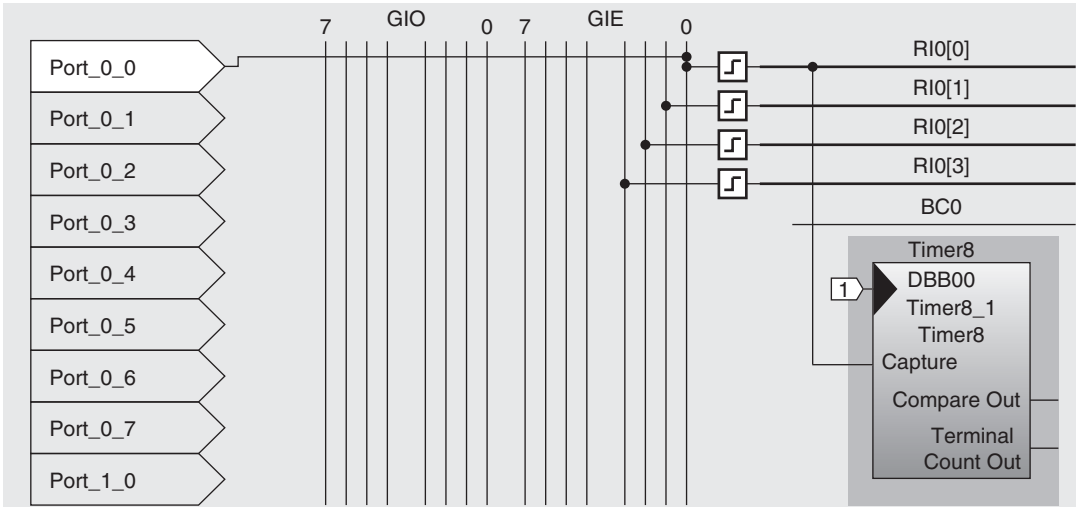 7 GIO 0 7 GIE 0
Port_0_0
Port_0_1
Port_0_2
Port_0_3
Port_0_4
Port_0_5
Port_0_6
Port_0_7
Port_1_0
RI0[0]
RI0[1]
RI0[2]
RI0[3]
BC0
Timer8
1
DBB00
Timer8_1
Timer8
Capture
Compare Out
Terminal
Count Out